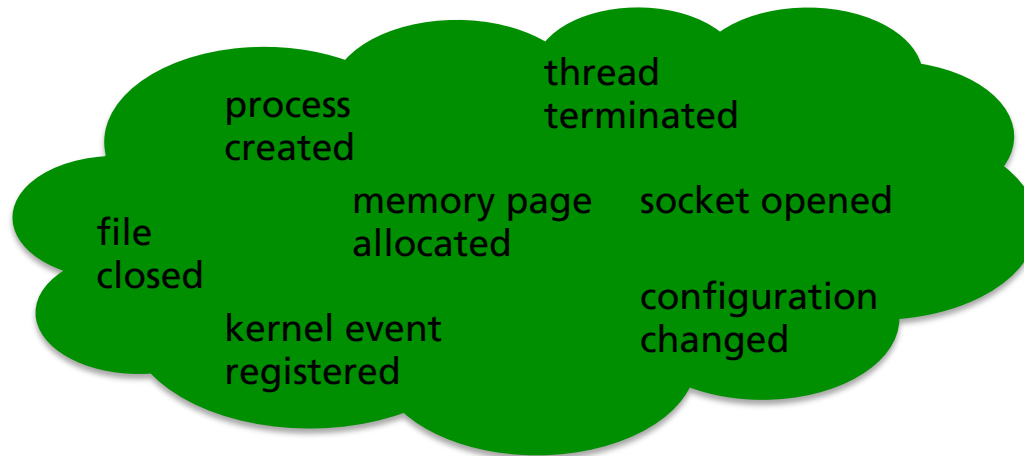 process
created
thread
terminated
memory page
allocated
socket opened
file
closed
configuration
changed
kernel event
registered